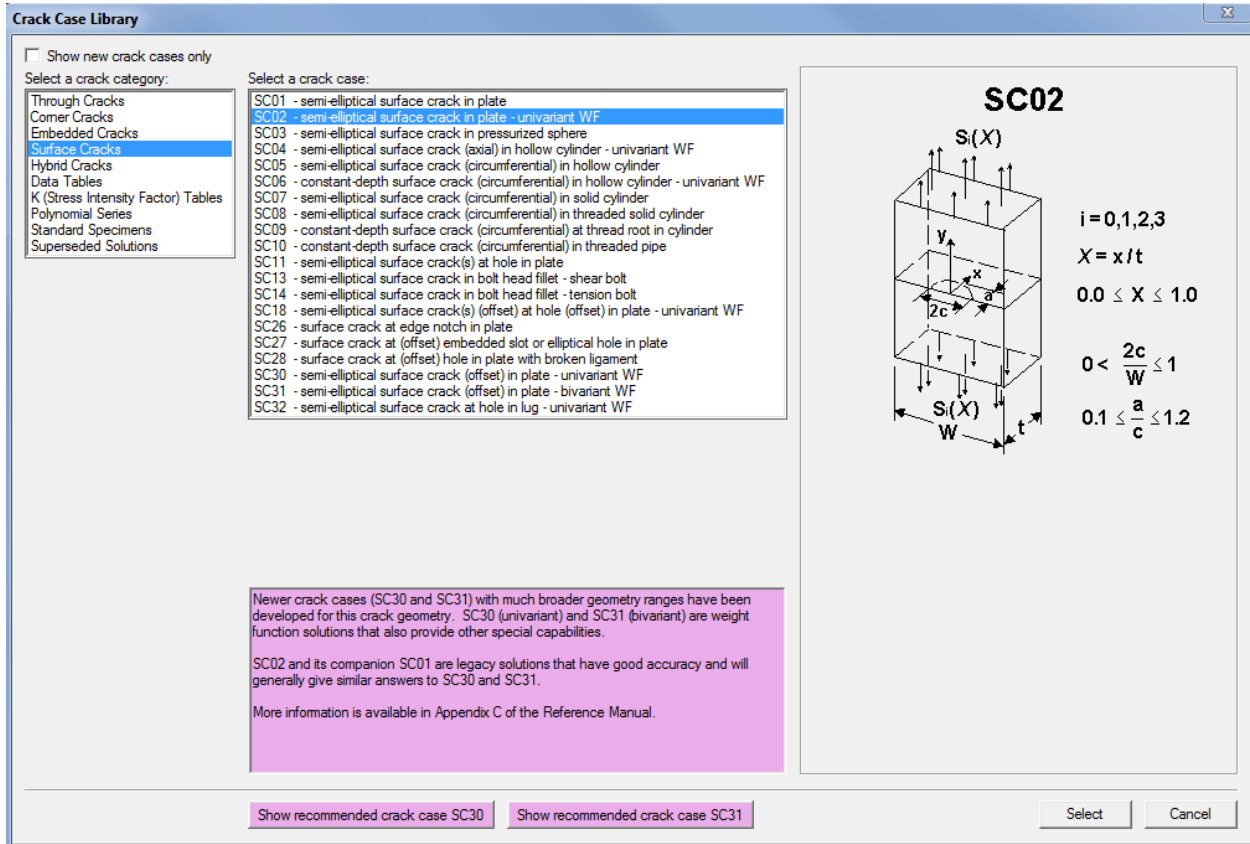 Crack Case Library
Show new crack cases only
Select a crack category:
Through Cracks
Corner Cracks
Embedded Cracks
Surface Cracks
Hybrid Cracks
Data Tables
K (Stress Intensity Factor) Tables
Polynomial Series
Standard Specimens
Superseded Solutions
Select a crack case:
SC01 - semi-elliptical surface crack in plate
SC02 - semi-elliptical surface crack in plate - univariant WF
SC03 - semi-elliptical surface crack in pressurized sphere
SC04 - semi-elliptical surface crack (axial) in hollow cylinder - univariant WF
SC05 - semi-elliptical surface crack (circumferential) in hollow cylinder
SC06 - constant-depth surface crack (circumferential) in hollow cylinder - univariant WF
SC07 - semi-elliptical surface crack (circumferential) in solid cylinder
SC08 - semi-elliptical surface crack (circumferential) in threaded solid cylinder
SC09 - constant-depth surface crack (circumferential) at thread root in cylinder
SC10 - constant-depth surface crack (circumferential) in threaded pipe
SC11 - semi-elliptical surface crack(s) at hole in plate
SC13 - semi-elliptical surface crack in bolt head fillet - shear bolt
SC14 - semi-elliptical surface crack in bolt head fillet - tension bolt
SC18 - semi-elliptical surface crack(s) (offset) at hole (offset) in plate - univariant WF
SC26 - surface crack at edge notch in plate
SC27 - surface crack at (offset) embedded slot or elliptical hole in plate
SC28 - surface crack at (offset) hole in plate with broken ligament
SC30 - semi-elliptical surface crack (offset) in plate - univariant WF
SC31 - semi-elliptical surface crack (offset) in plate - bivariant WF
SC32 - semi-elliptical surface crack at hole in lug - univariant WF
Newer crack cases (SC30 and SC31) with much broader geometry ranges have been
developed for this crack geometry. SC30 (univariant) and SC31 (bivariant) are weight
function solutions that also provide other special capabilities.
SC02 and its companion SC01 are legacy solutions that have good accuracy and will
generally give similar answers to SC30 and SC31.
More information is available in Appendix C of the Reference Manual.
SC02
Si(X)
y
x
a
2c
Si(X)
W
t
i = 0,1,2,3
X = x / t
0.0 ≤ X ≤ 1.0
0 < 2c/W ≤ 1
0.1 ≤ a/c ≤ 1.2
Show recommended crack case SC30
Show recommended crack case SC31
Select
Cancel